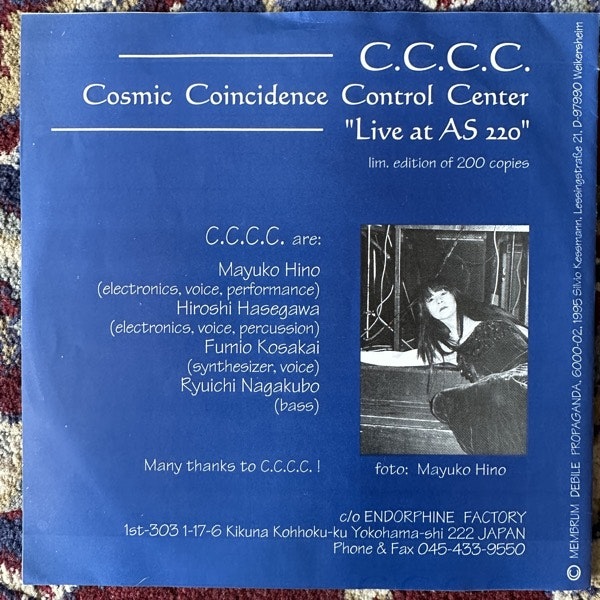 C.C.C.C.
Cosmic Coincidence Control Center
"Live at AS 220"
lim. edition of 200 copies
C.C.C.C. are:
Mayuko Hino
(electronics, voice, performance)
Hiroshi Hasegawa
(electronics, voice, percussion)
Fumio Kosakai
(synthesizer, voice)
Ryuichi Nagakubo
(bass)
Many thanks to C.C.C.C. !
foto: Mayuko Hino
c/o ENDORPHINE FACTORY
1st-303 1-17-6 Kikuna Kohhoku-ku Yokohama-shi 222 JAPAN
Phone & Fax 045-433-9550
© MEMBRUM DEBILE PROPAGANDA, 6000-02, 1995 Silvio Kessmann, Lessingstraße 21, D-97990 Weikersheim